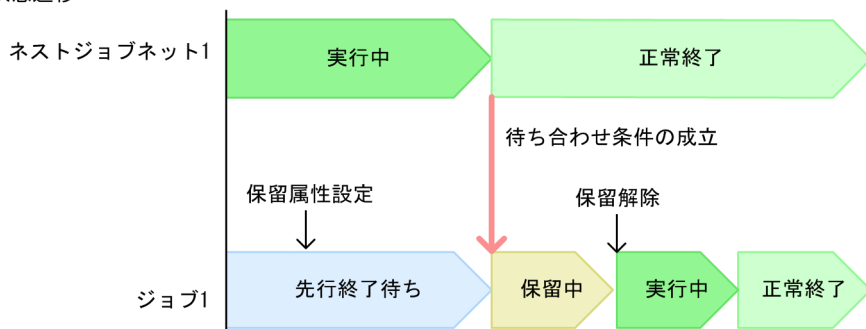 ネストジョブネット1
実行中
正常終了
待ち合わせ条件の成立
保留属性設定
保留解除
ジョブ1
先行終了待ち
保留中
実行中
正常終了